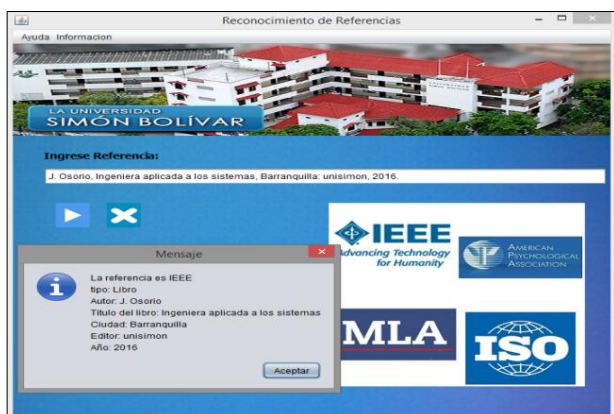 Reconocimiento de Referencias
Ayuda Informacion
LA UNIVERSIDAD
SIMÓN BOLÍVAR
Ingrese Referencia:
J. Osorio, Ingeniera aplicada a los sistemas, Barranquilla: unisimon, 2016.
IEEE
Advancing Technology
for Humanity
AMERICAN
PSYCHOLOGICAL
ASSOCIATION
Mensaje
La referencia es IEEE
tipo: Libro
Autor: J. Osorio
Titulo del libro: Ingeniera aplicada a los sistemas
Ciudad: Barranquilla
Editor: unisimon
Año: 2016
Aceptar
MLA
ISO